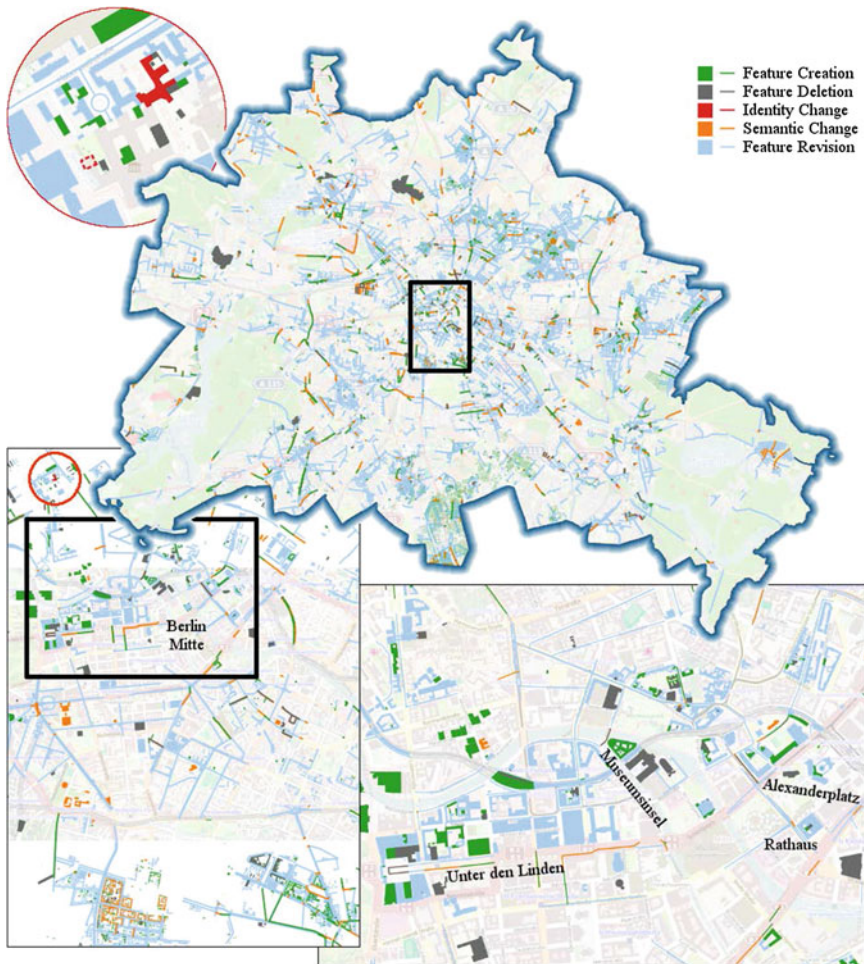 Feature Creation
Feature Deletion
Identity Change
Semantic Change
Feature Revision
Berlin
Mitte
Museumsinsel
Alexanderplatz
Rathaus
Unter den Linden